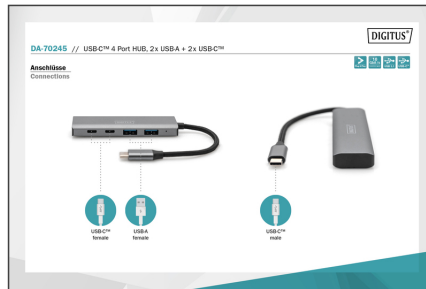 DIGITUS®
DA-70245 // USB-C™ 4 Port HUB, 2x USB-A + 2x USB-C™
Anschlüsse
Connections
USB-C™
female
USB-A
female
USB-C™
male